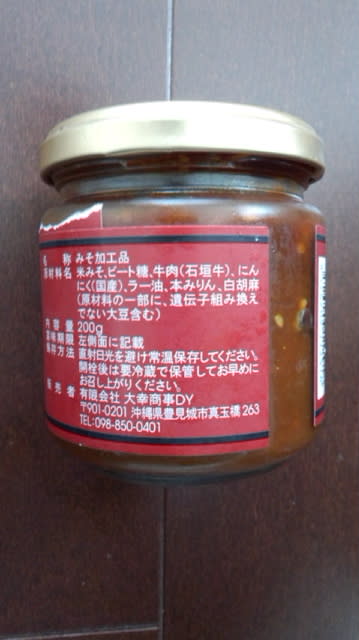 名 称 みそ加工品
原材料名 米みそ、ビート糖、牛肉(石垣牛)、にん
にく(国産)、ラー油、本みりん、白胡麻
(原材料の一部に、遺伝子組み換え
でない大豆含む)
内 容 量 200g
賞味期限 左側面に記載
保存方法 直射日光を避け常温保存してください。
開栓後は要冷蔵で保管してお早めに
お召し上がりください。
販 売 者 有限会社 大幸商事DY
〒901-0201 沖縄県豊見城市真玉橋 263
TEL:098-850-0401